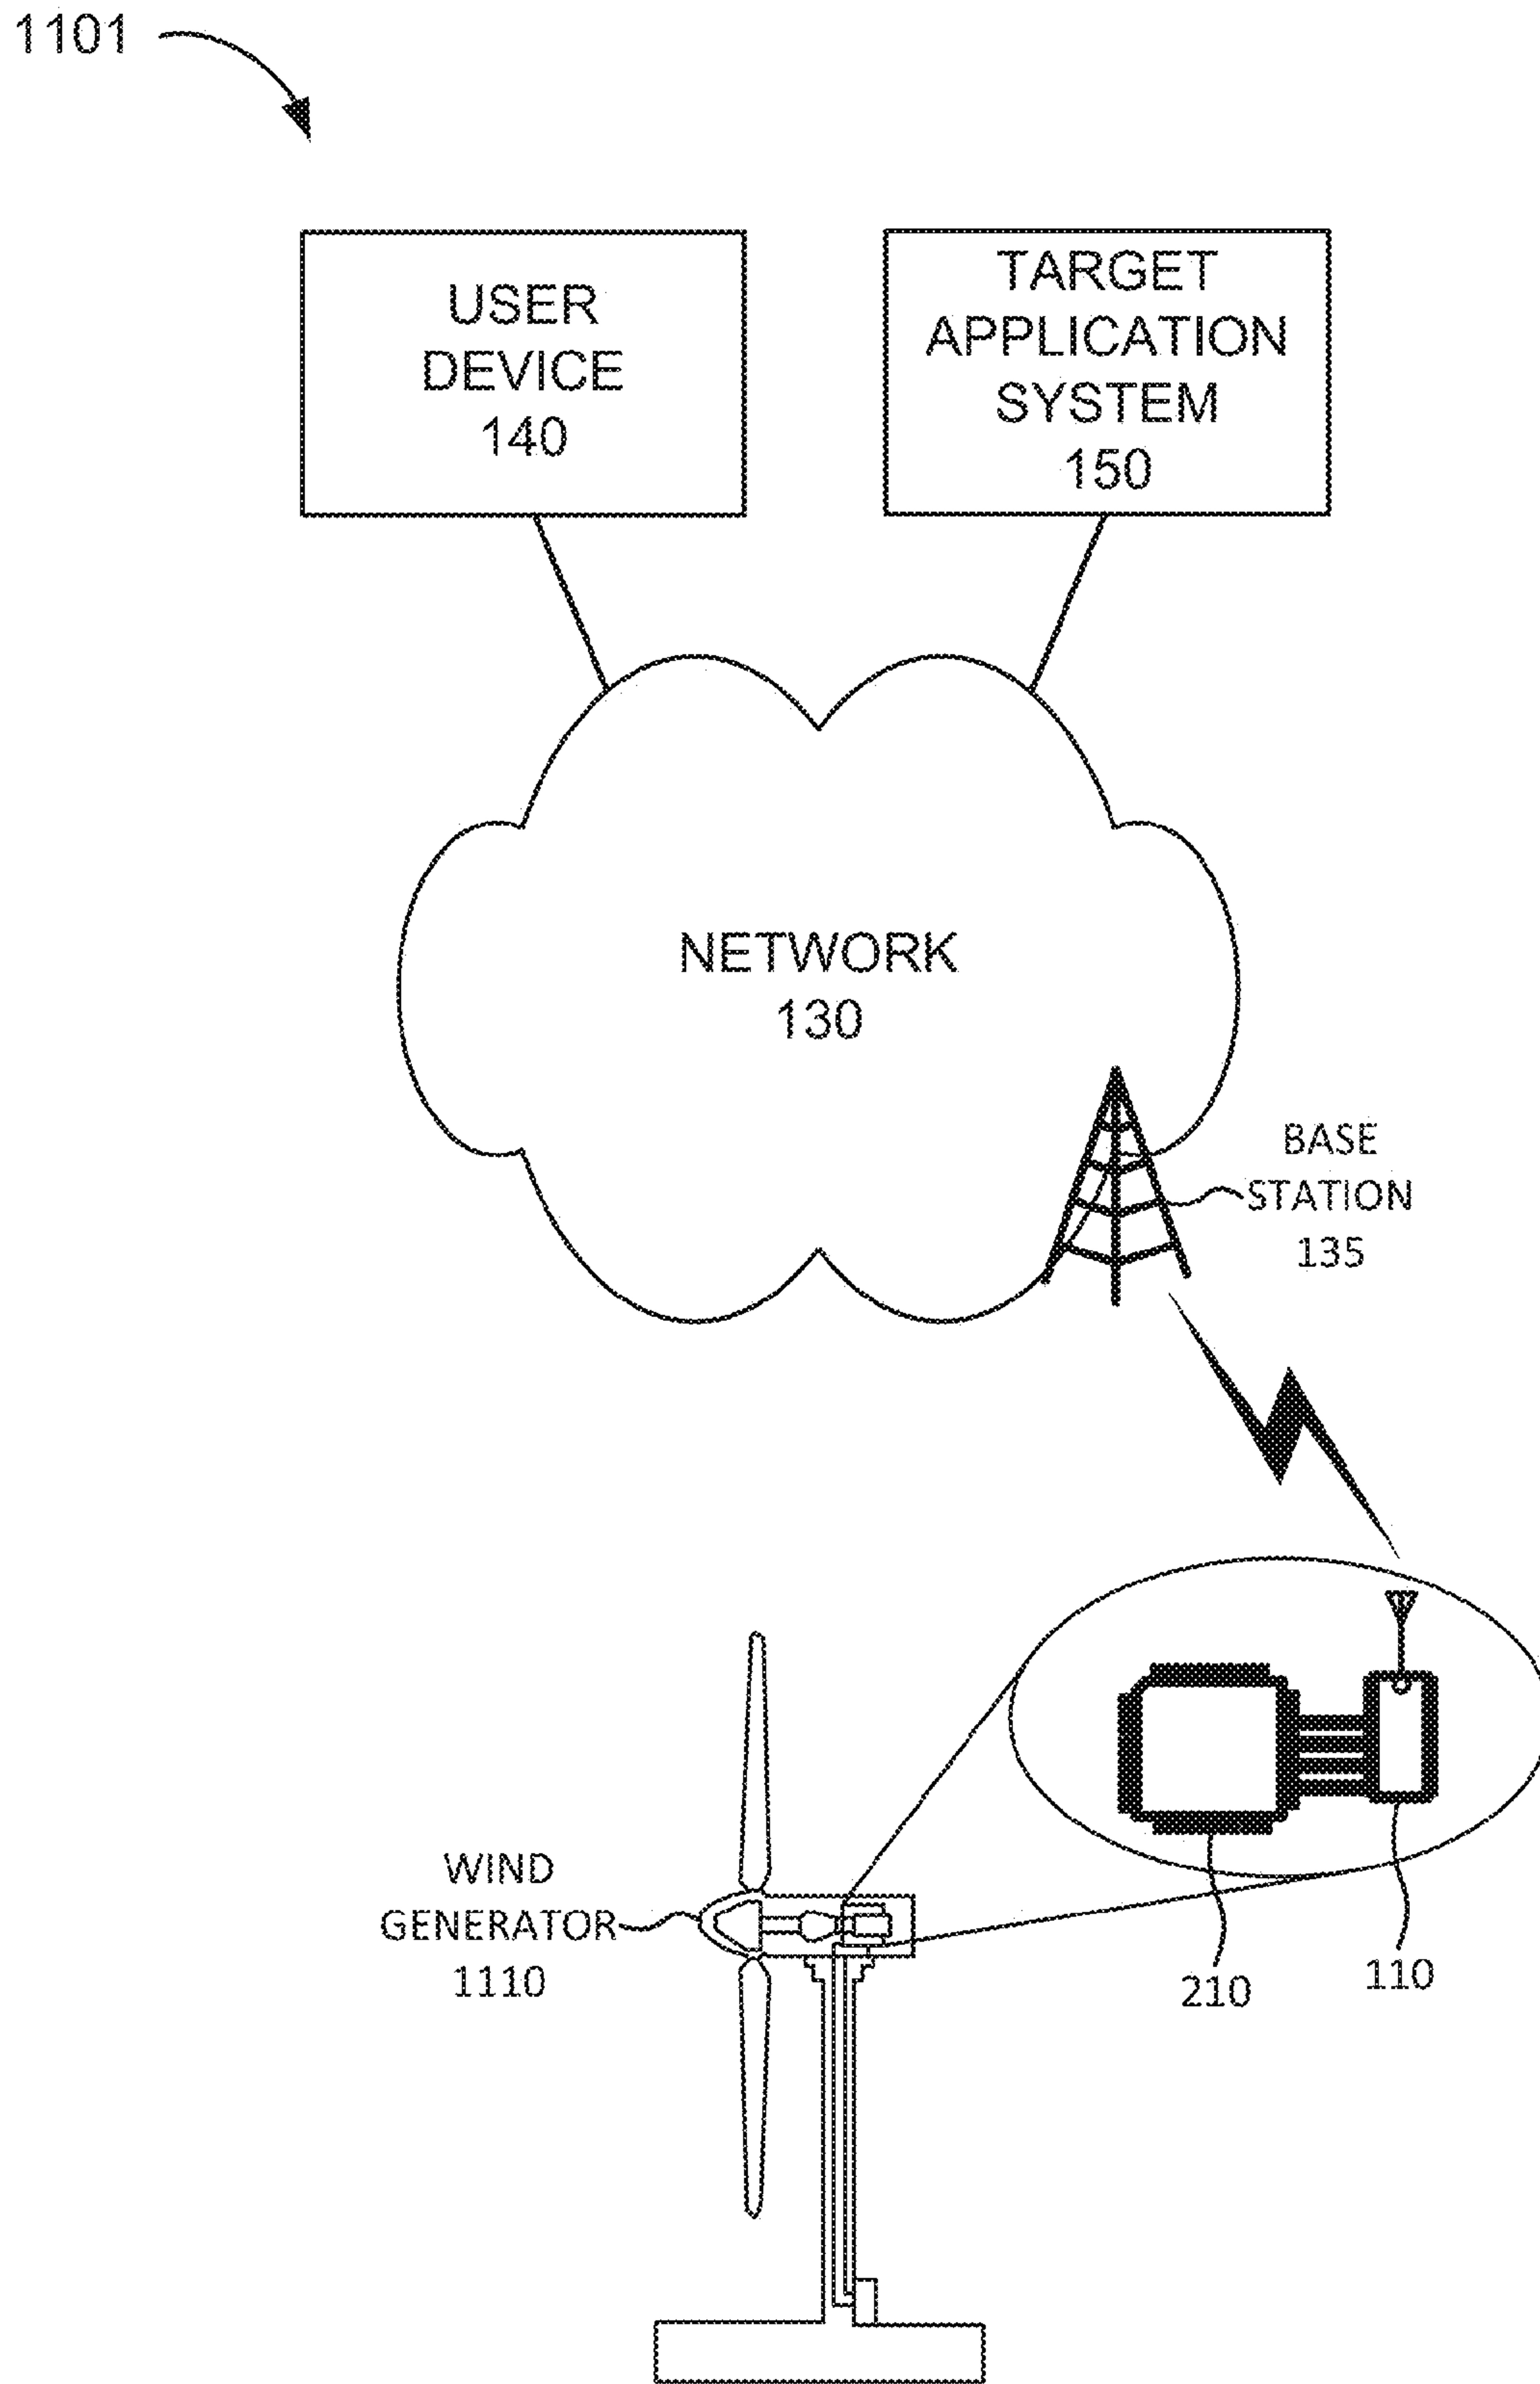 1101
USER
DEVICE
140
TARGET
APPLICATION
SYSTEM
150
NETWORK
130
BASE
STATION
135
WIND
GENERATOR
1110
210
110